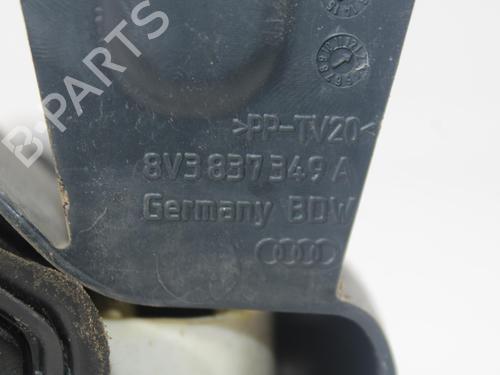 B-PARTS
>PP-TV20<
8V3 837 349 A
Germany BDW